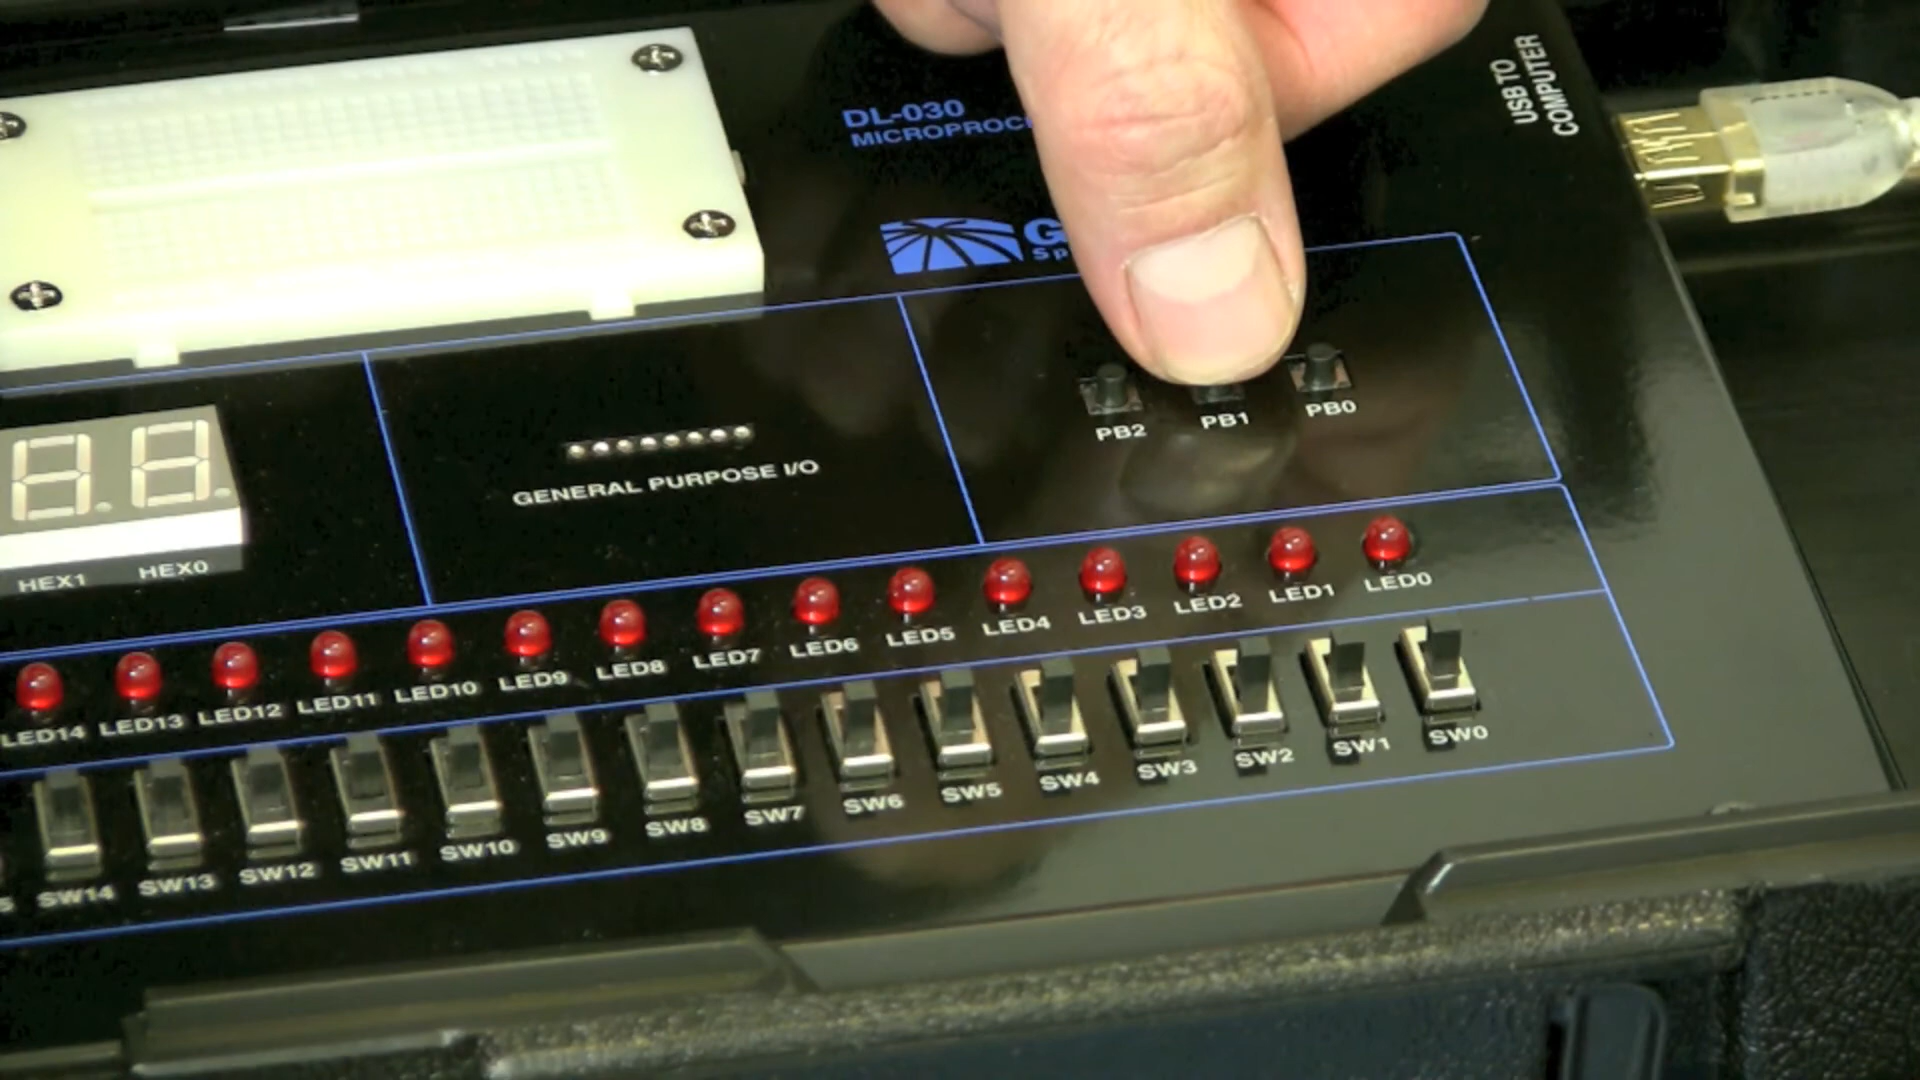 USB TO
COMPUTER
DL-030
PB2 PB1 PB0
GENERAL PURPOSE I/O
HEX1 HEX0
LED14 LED13 LED12 LED11 LED10 LED9 LED8 LED7 LED6 LED5 LED4 LED3 LED2 LED1 LED0
SW14 SW13 SW12 SW11 SW10 SW9 SW8 SW7 SW6 SW5 SW4 SW3 SW2 SW1 SW0